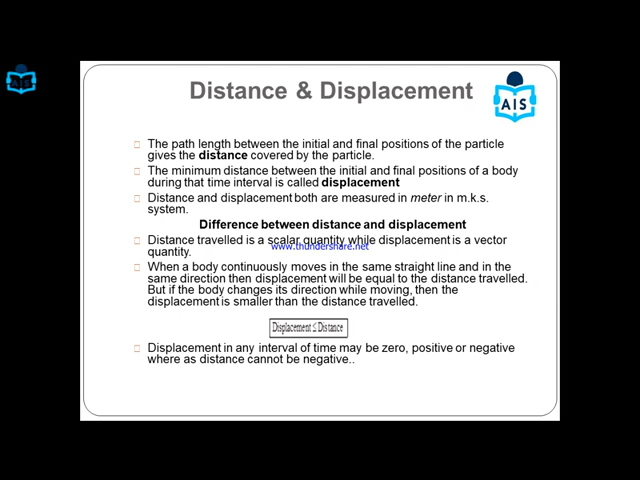 AIS
Distance & Displacement
AIS
The path length between the initial and final positions of the particle
gives the distance covered by the particle.
The minimum distance between the initial and final positions of a body
during that time interval is called displacement
Distance and displacement both are measured in meter in m.k.s.
system.
Difference between distance and displacement
Distance travelled is a scalar quantity while displacement is a vector
quantity.
www.thundershare.net
When a body continuously moves in the same straight line and in the
same direction then displacement will be equal to the distance travelled.
But if the body changes its direction while moving, then the
displacement is smaller than the distance travelled.
Displacement ≤ Distance
Displacement in any interval of time may be zero, positive or negative
where as distance cannot be negative..